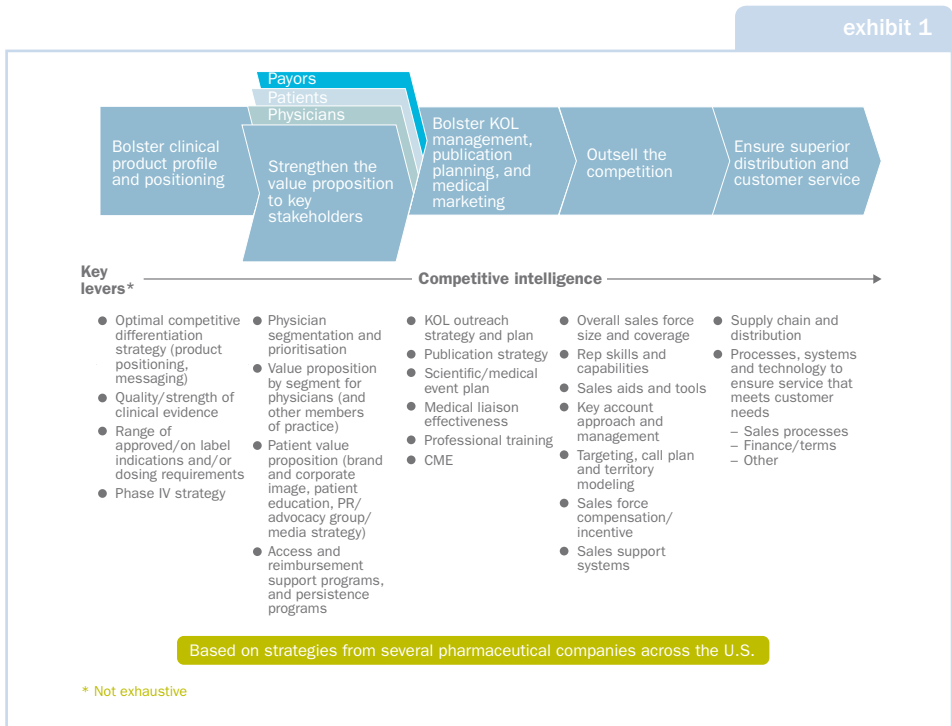 exhibit 1
Payors
Patients
Physicians
Bolster clinical
product profile
and positioning
Strengthen the
value proposition
to key
stakeholders
Bolster KOL
management,
publication
planning, and
medical
marketing
Outsell the
competition
Ensure superior
distribution and
customer service
Key
levers*
Competitive intelligence
● Optimal competitive
differentiation
strategy (product
positioning,
messaging)
● Quality/strength of
clinical evidence
● Range of
approved/on label
indications and/or
dosing requirements
● Phase IV strategy
● Physician
segmentation and
prioritisation
● Value proposition
by segment for
physicians (and
other members
of practice)
● Patient value
proposition (brand
and corporate
image, patient
education, PR/
advocacy group/
media strategy)
● Access and
reimbursement
support programs,
and persistence
programs
● KOL outreach
strategy and plan
● Publication strategy
● Scientific/medical
event plan
● Medical liaison
effectiveness
● Professional training
● CME
● Overall sales force
size and coverage
● Rep skills and
capabilities
● Sales aids and tools
● Key account
approach and
management
● Targeting, call plan
and territory
modeling
● Sales force
compensation/
incentive
● Sales support
systems
● Supply chain and
distribution
● Processes, systems
and technology to
ensure service that
meets customer
needs
– Sales processes
– Finance/terms
– Other
Based on strategies from several pharmaceutical companies across the U.S.
* Not exhaustive